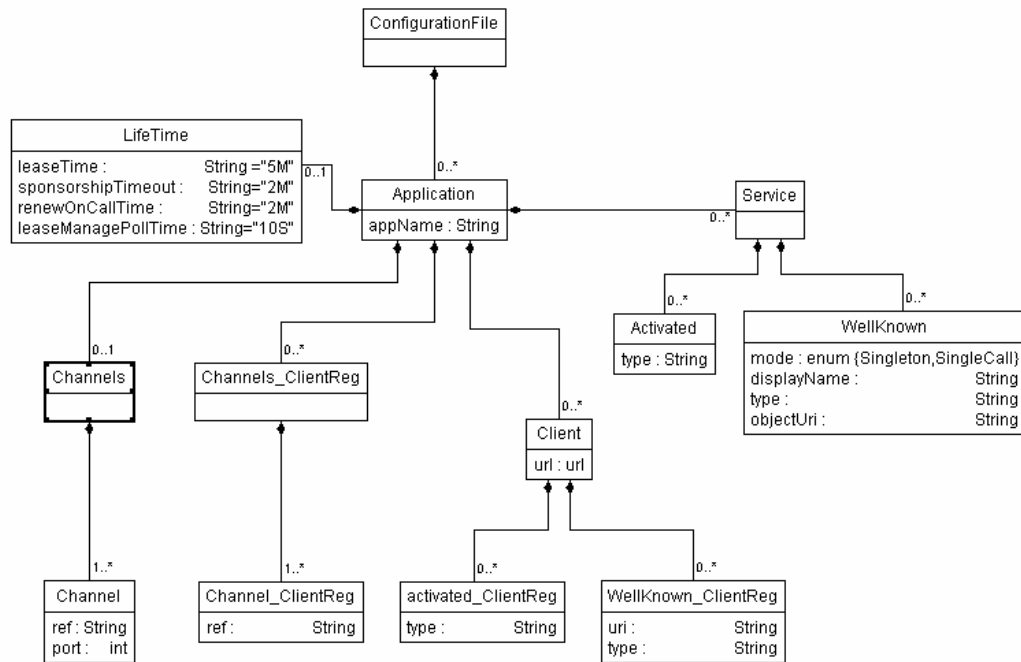 ConfigurationFile
LifeTime
leaseTime : String ="5M"
sponsorshipTimeout : String="2M"
renewOnCallTime : String="2M"
leaseManagePollTime : String="10S"
0..1
0..*
Application
appName : String
Service
0..*
0..*
Activated
type : String
0..*
WellKnown
mode : enum {Singleton,SingleCall}
displayName : String
type : String
objectUri : String
0..1
Channels
0..*
Channels_ClientReg
0..*
Client
url : url
1..*
Channel
ref : String
port : int
1..*
Channel_ClientReg
ref : String
0..*
activated_ClientReg
type : String
0..*
WellKnown_ClientReg
uri : String
type : String